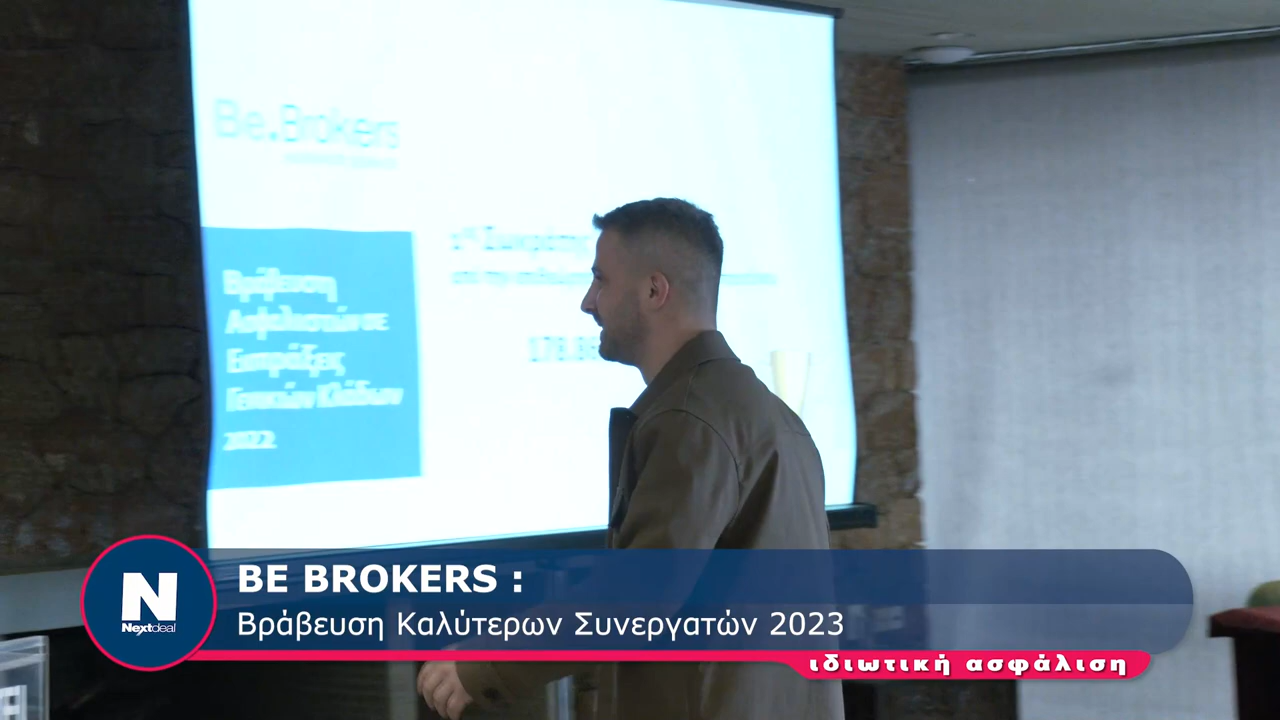 Be.Brokers
Βράβευση
Ασφαλιστών σε
Εισπράξεις
Γενικών Κλάδων
2022
BE BROKERS :
Βράβευση Καλύτερων Συνεργατών 2023
N
Nextdeal
ιδιωτική ασφάλιση